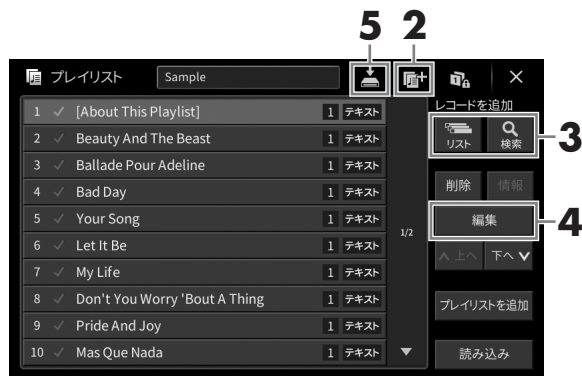 5 2
プレイリスト Sample
レコードを追加
1 [About This Playlist] 1 テキスト
2 Beauty And The Beast 1 テキスト
3 Ballade Pour Adeline 1 テキスト
4 Bad Day 1 テキスト
5 Your Song 1 テキスト
6 Let It Be 1 テキスト
7 My Life 1 テキスト
8 Don't You Worry 'Bout A Thing 1 テキスト
9 Pride And Joy 1 テキスト
10 Mas Que Nada 1 テキスト
1/2
リスト 検索 3
削除 情報
編集 4
上へ 下へ
プレイリストを追加
読み込み